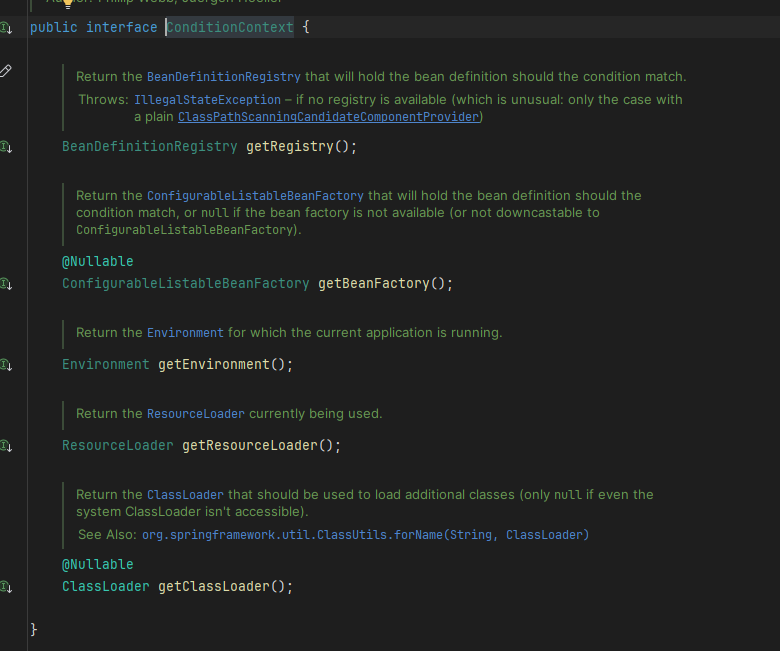 Author: Phillip Webb, Juergen Hoeller
public interface ConditionContext {
Return the BeanDefinitionRegistry that will hold the bean definition should the condition match.
Throws: IllegalStateException – if no registry is available (which is unusual: only the case with
a plain ClassPathScanningCandidateComponentProvider)
BeanDefinitionRegistry getRegistry();
Return the ConfigurableListableBeanFactory that will hold the bean definition should the
condition match, or null if the bean factory is not available (or not downcastable to
ConfigurableListableBeanFactory).
@Nullable
ConfigurableListableBeanFactory getBeanFactory();
Return the Environment for which the current application is running.
Environment getEnvironment();
Return the ResourceLoader currently being used.
ResourceLoader getResourceLoader();
Return the ClassLoader that should be used to load additional classes (only null if even the
system ClassLoader isn't accessible).
See Also: org.springframework.util.ClassUtils.forName(String, ClassLoader)
@Nullable
ClassLoader getClassLoader();
}